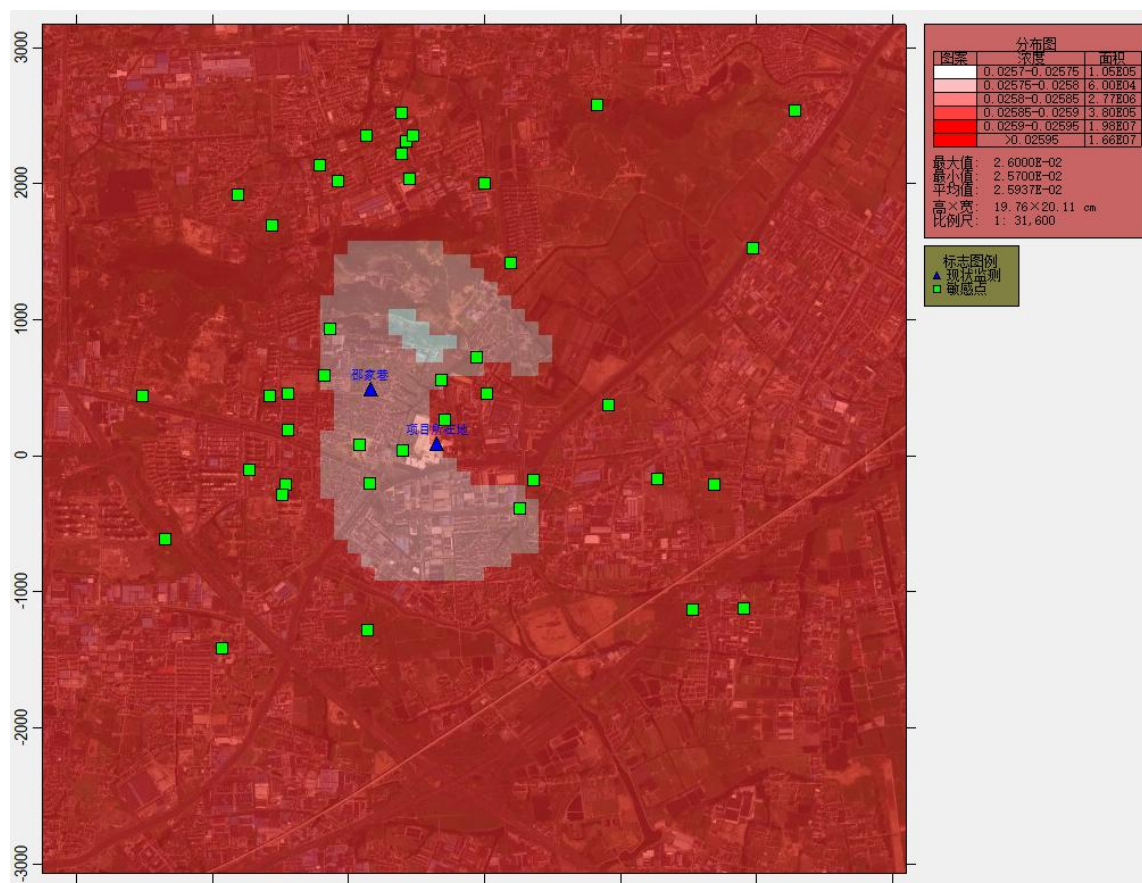 3000
2000
1000
0
-1000
-2000
-3000
邵家巷
项目所在地
分布图
图案 浓度 面积
0.0257-0.02575 1.05E05
0.02575-0.0258 6.00E04
0.0258-0.02585 2.77E06
0.02585-0.0259 3.80E05
0.0259-0.02595 1.98E07
>0.02595 1.66E07
最大值: 2.6000E-02
最小值: 2.5700E-02
平均值: 2.5937E-02
高×宽: 19.76×20.11 cm
比例尺: 1: 31,600
标志图例
现状监测
敏感点